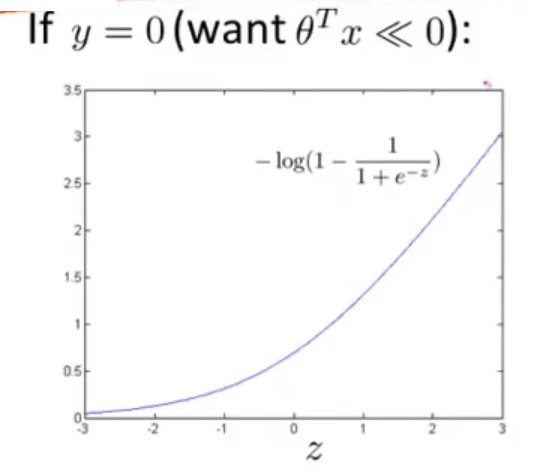 If y = 0 (want θᵀx ≪ 0):
3.5
3
2.5
2
1.5
1
0.5
0
− log(1 − 1/(1 + e⁻ᶻ))
-3 -2 -1 0 1 2 3
z